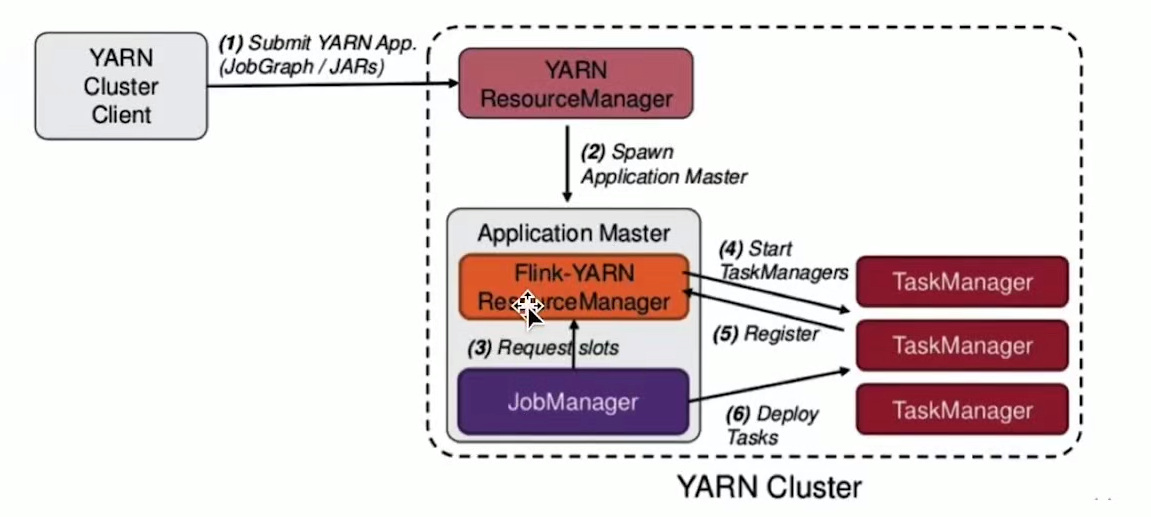 YARN
Cluster
Client
(1) Submit YARN App.
(JobGraph / JARs)
YARN
ResourceManager
(2) Spawn
Application Master
Application Master
Flink-YARN
ResourceManager
(3) Request slots
JobManager
(4) Start
TaskManagers
(5) Register
(6) Deploy
Tasks
TaskManager
TaskManager
TaskManager
YARN Cluster